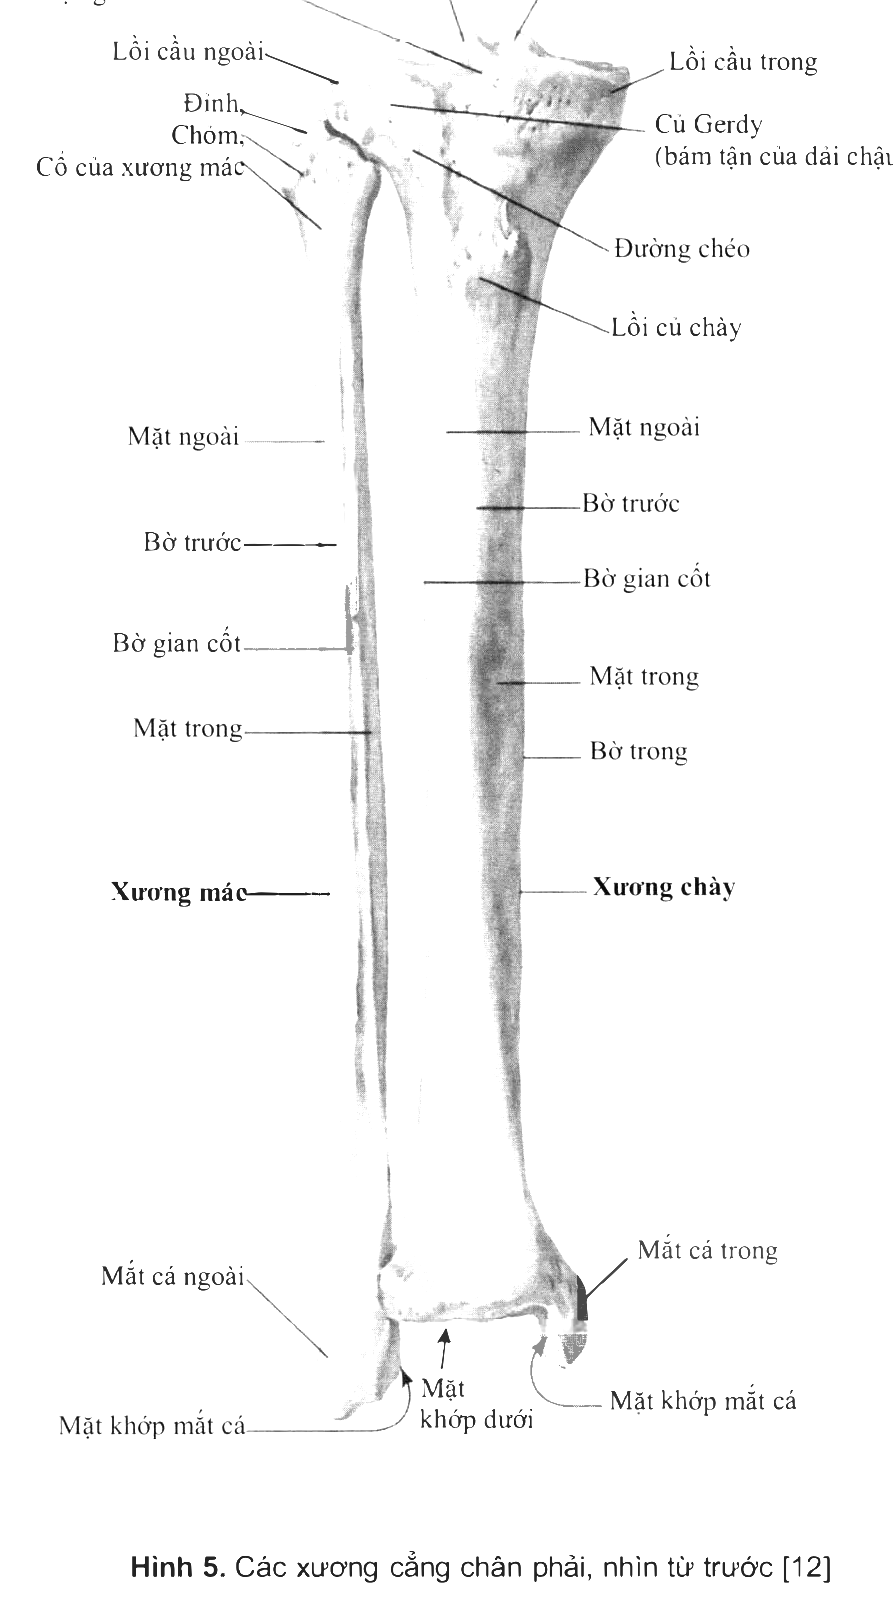 Lồi cầu ngoài
Lồi cầu trong
Đỉnh,
Chỏm,
Cổ của xương mác
Củ Gerdy
(bám tận của dải chậu
Đường chéo
Lồi củ chày
Mặt ngoài
Mặt ngoài
Bờ trước
Bờ trước
Bờ gian cốt
Bờ gian cốt
Mặt trong
Mặt trong
Bờ trong
Xương mác
Xương chày
Mắt cá trong
Mắt cá ngoài
Mặt
khớp dưới
Mặt khớp mắt cá
Mặt khớp mắt cá
Hình 5. Các xương cẳng chân phải, nhìn từ trước [12]